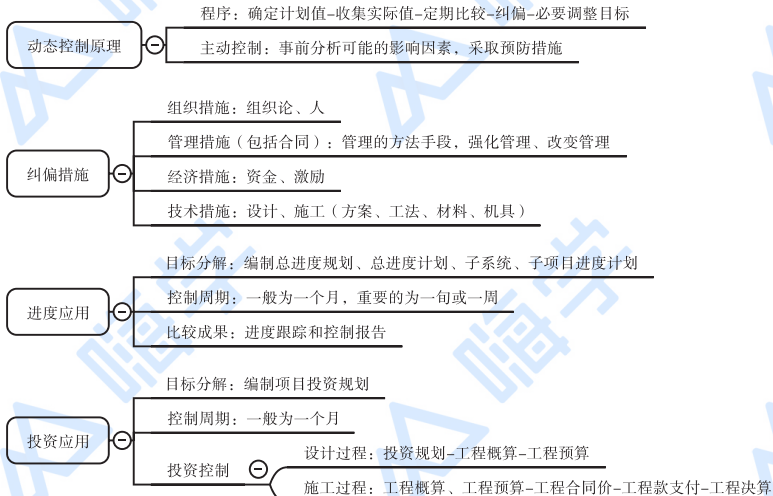 程序：确定计划值-收集实际值-定期比较-纠偏-必要调整目标
动态控制原理
主动控制：事前分析可能的影响因素，采取预防措施
组织措施：组织论、人
管理措施（包括合同）：管理的方法手段，强化管理、改变管理
纠偏措施
经济措施：资金、激励
技术措施：设计、施工（方案、工法、材料、机具）
目标分解：编制总进度规划、总进度计划、子系统、子项目进度计划
控制周期：一般为一个月，重要的为一旬或一周
进度应用
比较成果：进度跟踪和控制报告
目标分解：编制项目投资规划
控制周期：一般为一个月
投资应用
设计过程：投资规划-工程概算-工程预算
投资控制
施工过程：工程概算、工程预算-工程合同价-工程款支付-工程决算
嗨学
嗨学